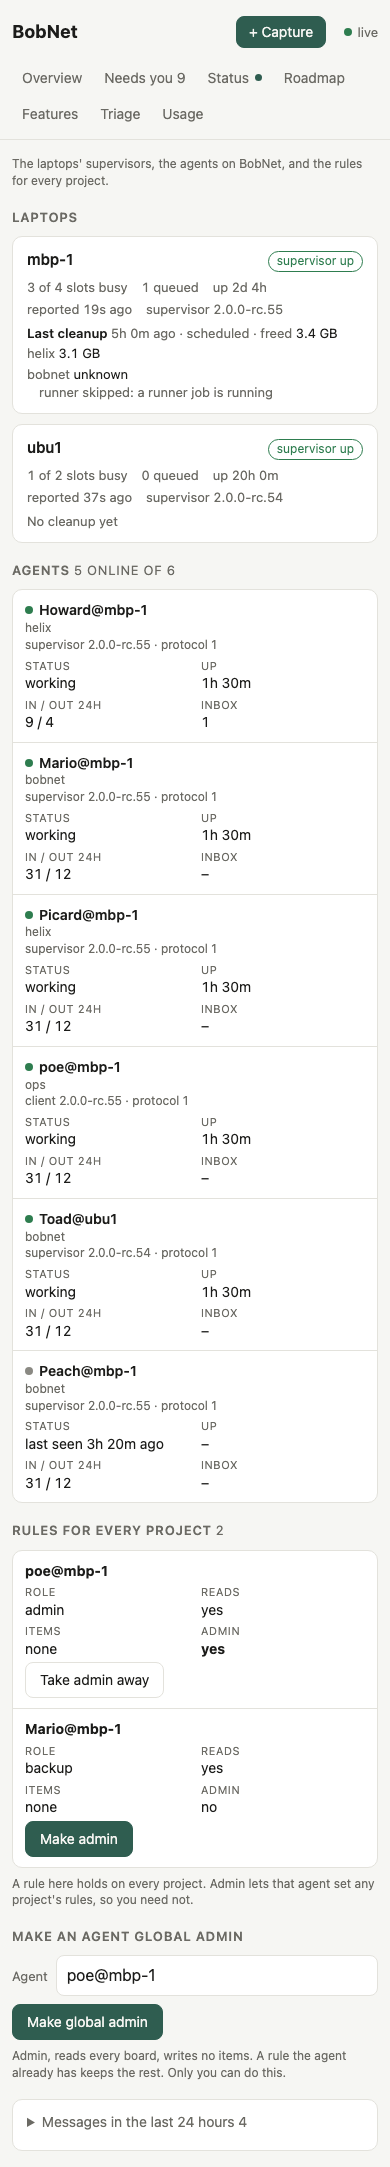 BobNet
+ Capture
live
Overview Needs you 9 Status Roadmap
Features Triage Usage
The laptops' supervisors, the agents on BobNet, and the rules
for every project.
LAPTOPS
mbp-1
supervisor up
3 of 4 slots busy 1 queued up 2d 4h
reported 19s ago supervisor 2.0.0-rc.55
Last cleanup 5h 0m ago · scheduled · freed 3.4 GB
helix 3.1 GB
bobnet unknown
runner skipped: a runner job is running
ubu1
supervisor up
1 of 2 slots busy 0 queued up 20h 0m
reported 37s ago supervisor 2.0.0-rc.54
No cleanup yet
AGENTS 5 ONLINE OF 6
Howard@mbp-1
helix
supervisor 2.0.0-rc.55 · protocol 1
STATUS UP
working 1h 30m
IN / OUT 24H INBOX
9 / 4 1
Mario@mbp-1
bobnet
supervisor 2.0.0-rc.55 · protocol 1
STATUS UP
working 1h 30m
IN / OUT 24H INBOX
31 / 12 –
Picard@mbp-1
helix
supervisor 2.0.0-rc.55 · protocol 1
STATUS UP
working 1h 30m
IN / OUT 24H INBOX
31 / 12 –
poe@mbp-1
ops
client 2.0.0-rc.55 · protocol 1
STATUS UP
working 1h 30m
IN / OUT 24H INBOX
31 / 12 –
Toad@ubu1
bobnet
supervisor 2.0.0-rc.54 · protocol 1
STATUS UP
working 1h 30m
IN / OUT 24H INBOX
31 / 12 –
Peach@mbp-1
bobnet
supervisor 2.0.0-rc.55 · protocol 1
STATUS UP
last seen 3h 20m ago –
IN / OUT 24H INBOX
31 / 12 –
RULES FOR EVERY PROJECT 2
poe@mbp-1
ROLE READS
admin yes
ITEMS ADMIN
none yes
Take admin away
Mario@mbp-1
ROLE READS
backup yes
ITEMS ADMIN
none no
Make admin
A rule here holds on every project. Admin lets that agent set any
project's rules, so you need not.
MAKE AN AGENT GLOBAL ADMIN
Agent poe@mbp-1
Make global admin
Admin, reads every board, writes no items. A rule the agent
already has keeps the rest. Only you can do this.
Messages in the last 24 hours 4